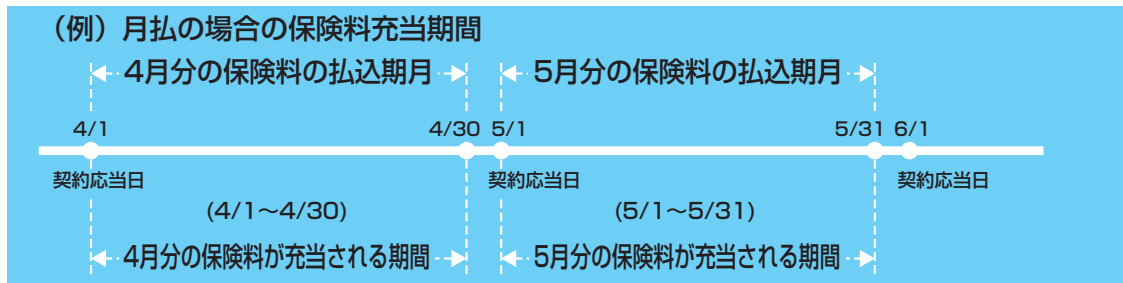 （例）月払の場合の保険料充当期間
4月分の保険料の払込期月 5月分の保険料の払込期月
4/1 4/30 5/1 5/31 6/1
契約応当日 契約応当日 契約応当日
(4/1〜4/30) (5/1〜5/31)
4月分の保険料が充当される期間 5月分の保険料が充当される期間